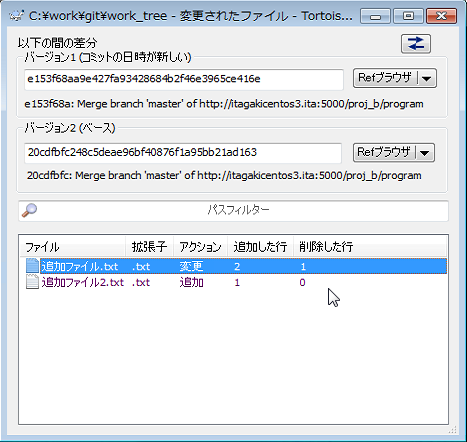 C:¥work¥git¥work_tree - 変更されたファイル - Tortois...
以下の間の差分
バージョン1 (コミットの日時が新しい)
e153f68aa9e427fa93428684b2f46e3965ce416e
Refブラウザ
e153f68a: Merge branch 'master' of http://itagakicentos3.ita:5000/proj_b/program
バージョン2 (ベース)
20cdfbfc248c5deae96bf40876f1a95bb21ad163
Refブラウザ
20cdfbfc: Merge branch 'master' of http://itagakicentos3.ita:5000/proj_b/program
パスフィルター
ファイル 拡張子 アクション 追加した行 削除した行
追加ファイル.txt .txt 変更 2 1
追加ファイル2.txt .txt 追加 1 0